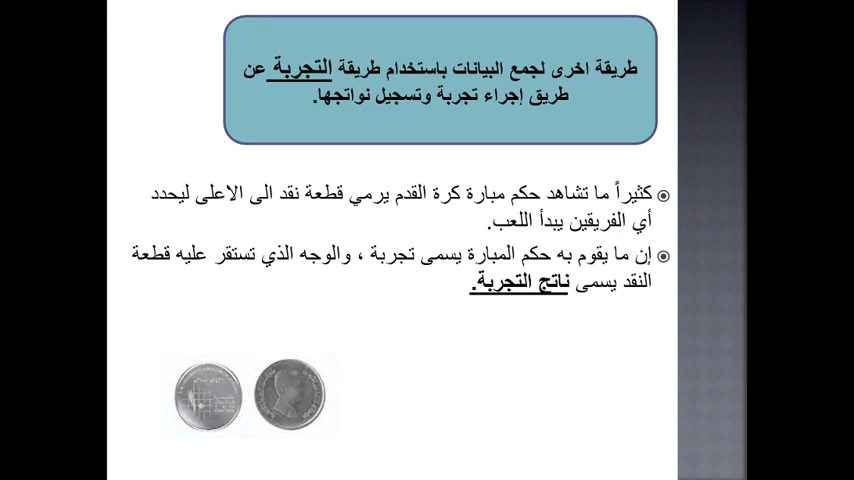 طريقة اخرى لجمع البيانات باستخدام طريقة التجربة عن
طريق إجراء تجربة وتسجيل نواتجها.
كثيراً ما تشاهد حكم مبارة كرة القدم يرمي قطعة نقد الى الاعلى ليحدد
أي الفريقين يبدأ اللعب.
إن ما يقوم به حكم المبارة يسمى تجربة ، والوجه الذي تستقر عليه قطعة
النقد يسمى ناتج التجربة.